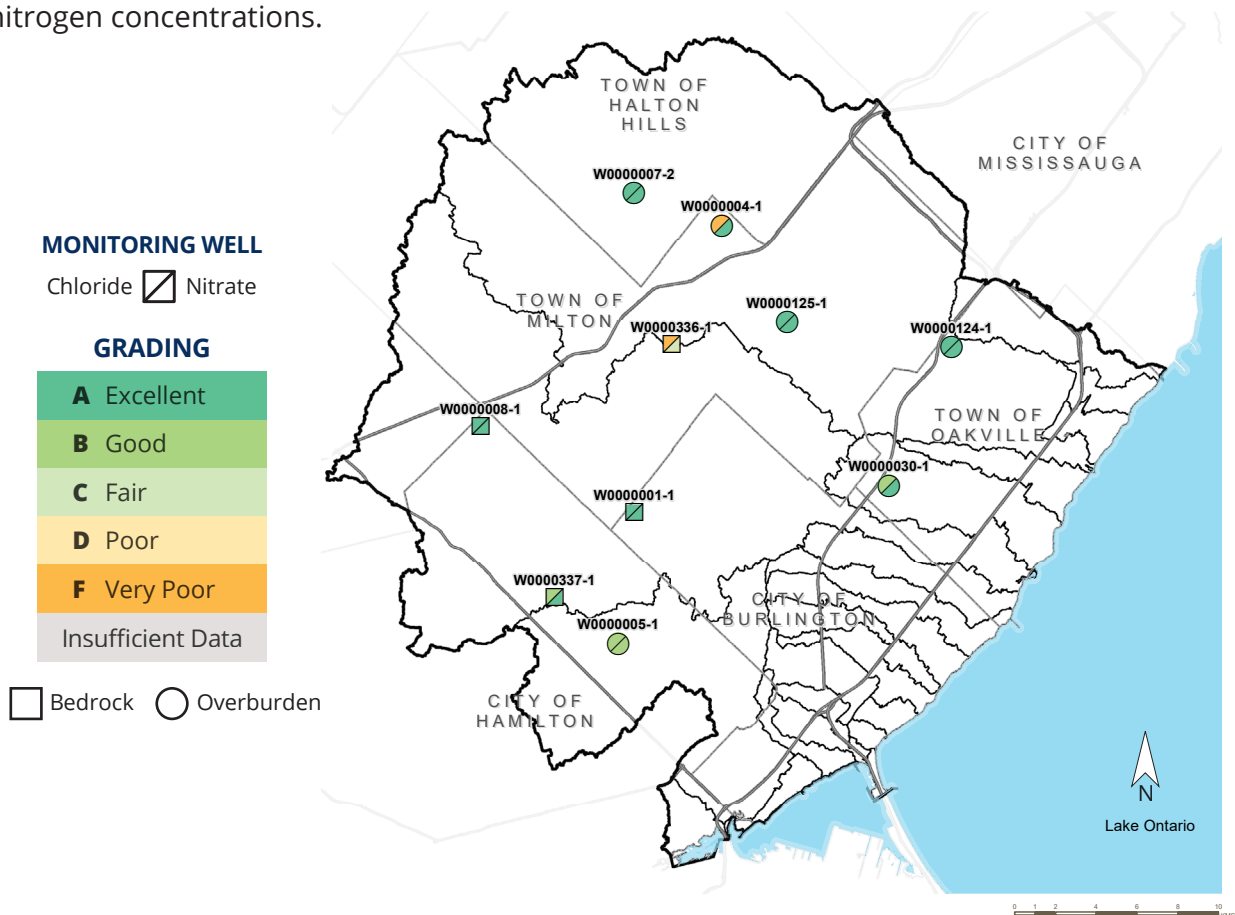 nitrogen concentrations.
MONITORING WELL
Chloride Nitrate
GRADING
A Excellent
B Good
C Fair
D Poor
F Very Poor
Insufficient Data
Bedrock Overburden
TOWN OF
HALTON
HILLS
CITY OF
MISSISSAUGA
W0000007-2
W0000004-1
TOWN OF
MILTON
W0000125-1
W0000336-1
W0000124-1
W0000008-1
TOWN OF
OAKVILLE
W0000030-1
W0000001-1
W0000337-1
CITY OF
BURLINGTON
W0000005-1
CITY OF
HAMILTON
N
Lake Ontario
0 1 2 4 6 8 10